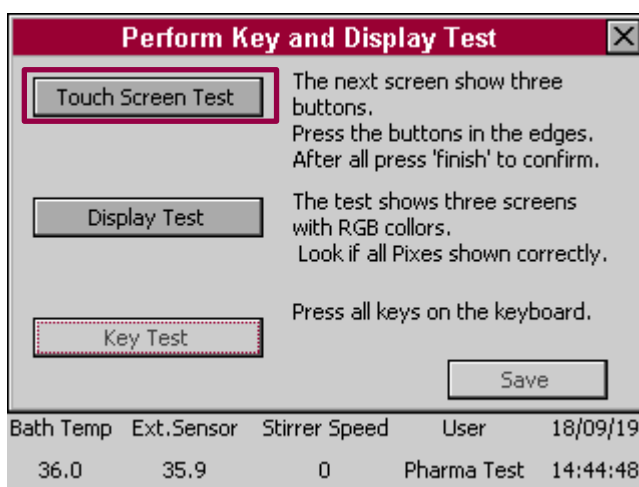 Perform Key and Display Test
Touch Screen Test
The next screen show three
buttons.
Press the buttons in the edges.
After all press 'finish' to confirm.
Display Test
The test shows three screens
with RGB collors.
Look if all Pixes shown correctly.
Key Test
Press all keys on the keyboard.
Save
Bath Temp Ext.Sensor Stirrer Speed User 18/09/19
36.0 35.9 0 Pharma Test 14:44:48